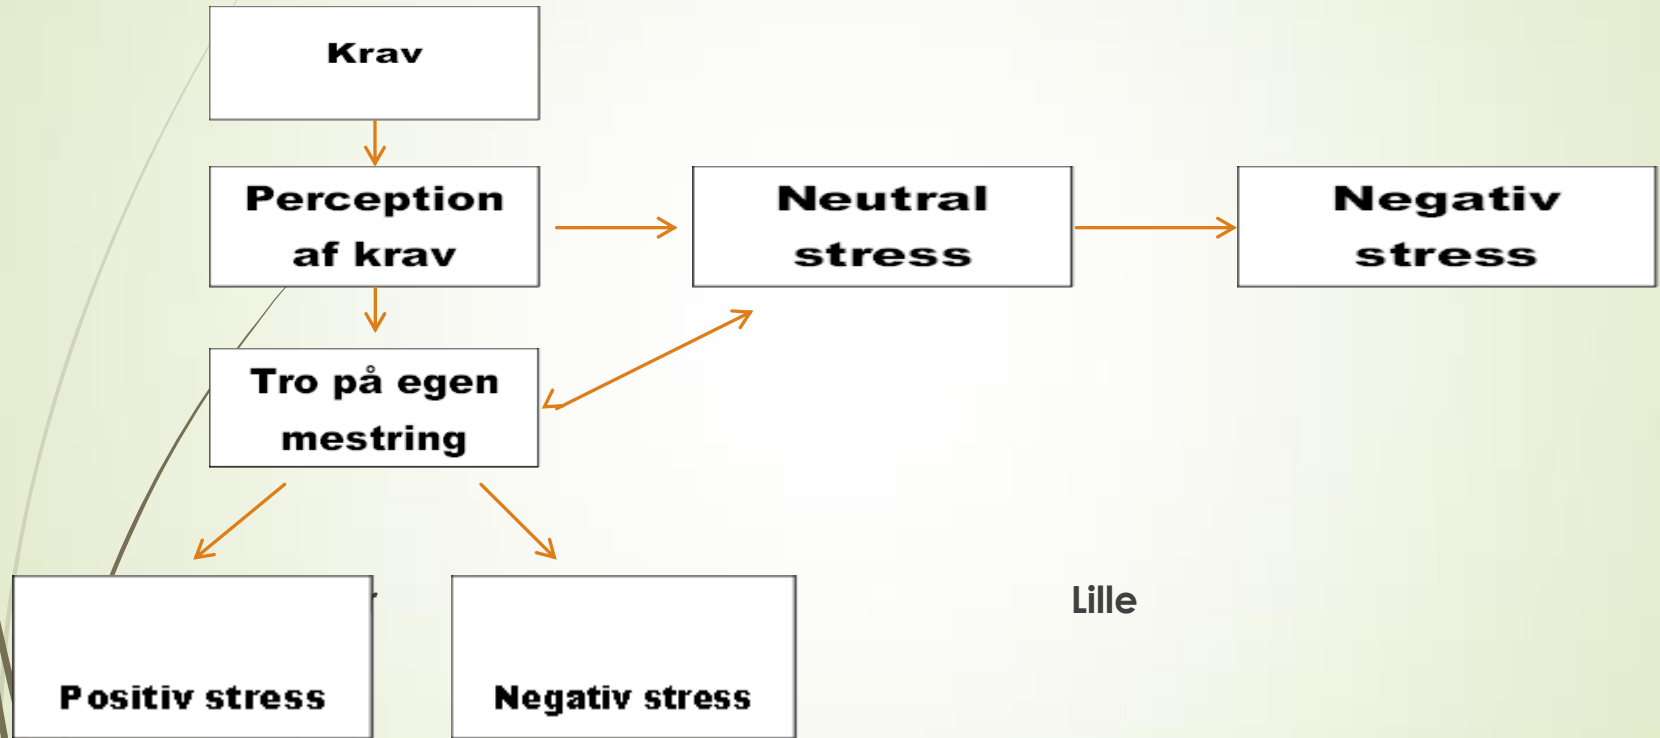 Krav
Perception
af krav
Neutral
stress
Negativ
stress
Tro på egen
mestring
Lille
Positiv stress
Negativ stress